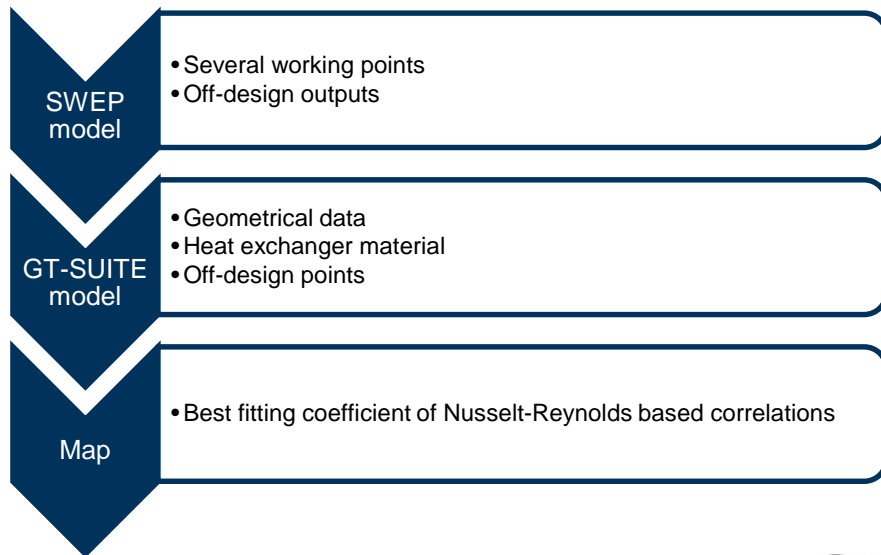 SWEP
model
•Several working points
•Off-design outputs
GT-SUITE
model
•Geometrical data
•Heat exchanger material
•Off-design points
Map
•Best fitting coefficient of Nusselt-Reynolds based correlations